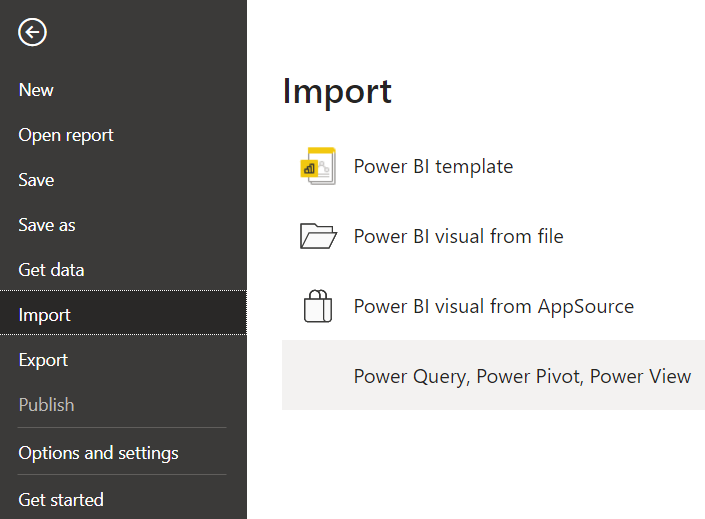 New
Open report
Save
Save as
Get data
Import
Export
Publish
Options and settings
Get started
Import
Power BI template
Power BI visual from file
Power BI visual from AppSource
Power Query, Power Pivot, Power View